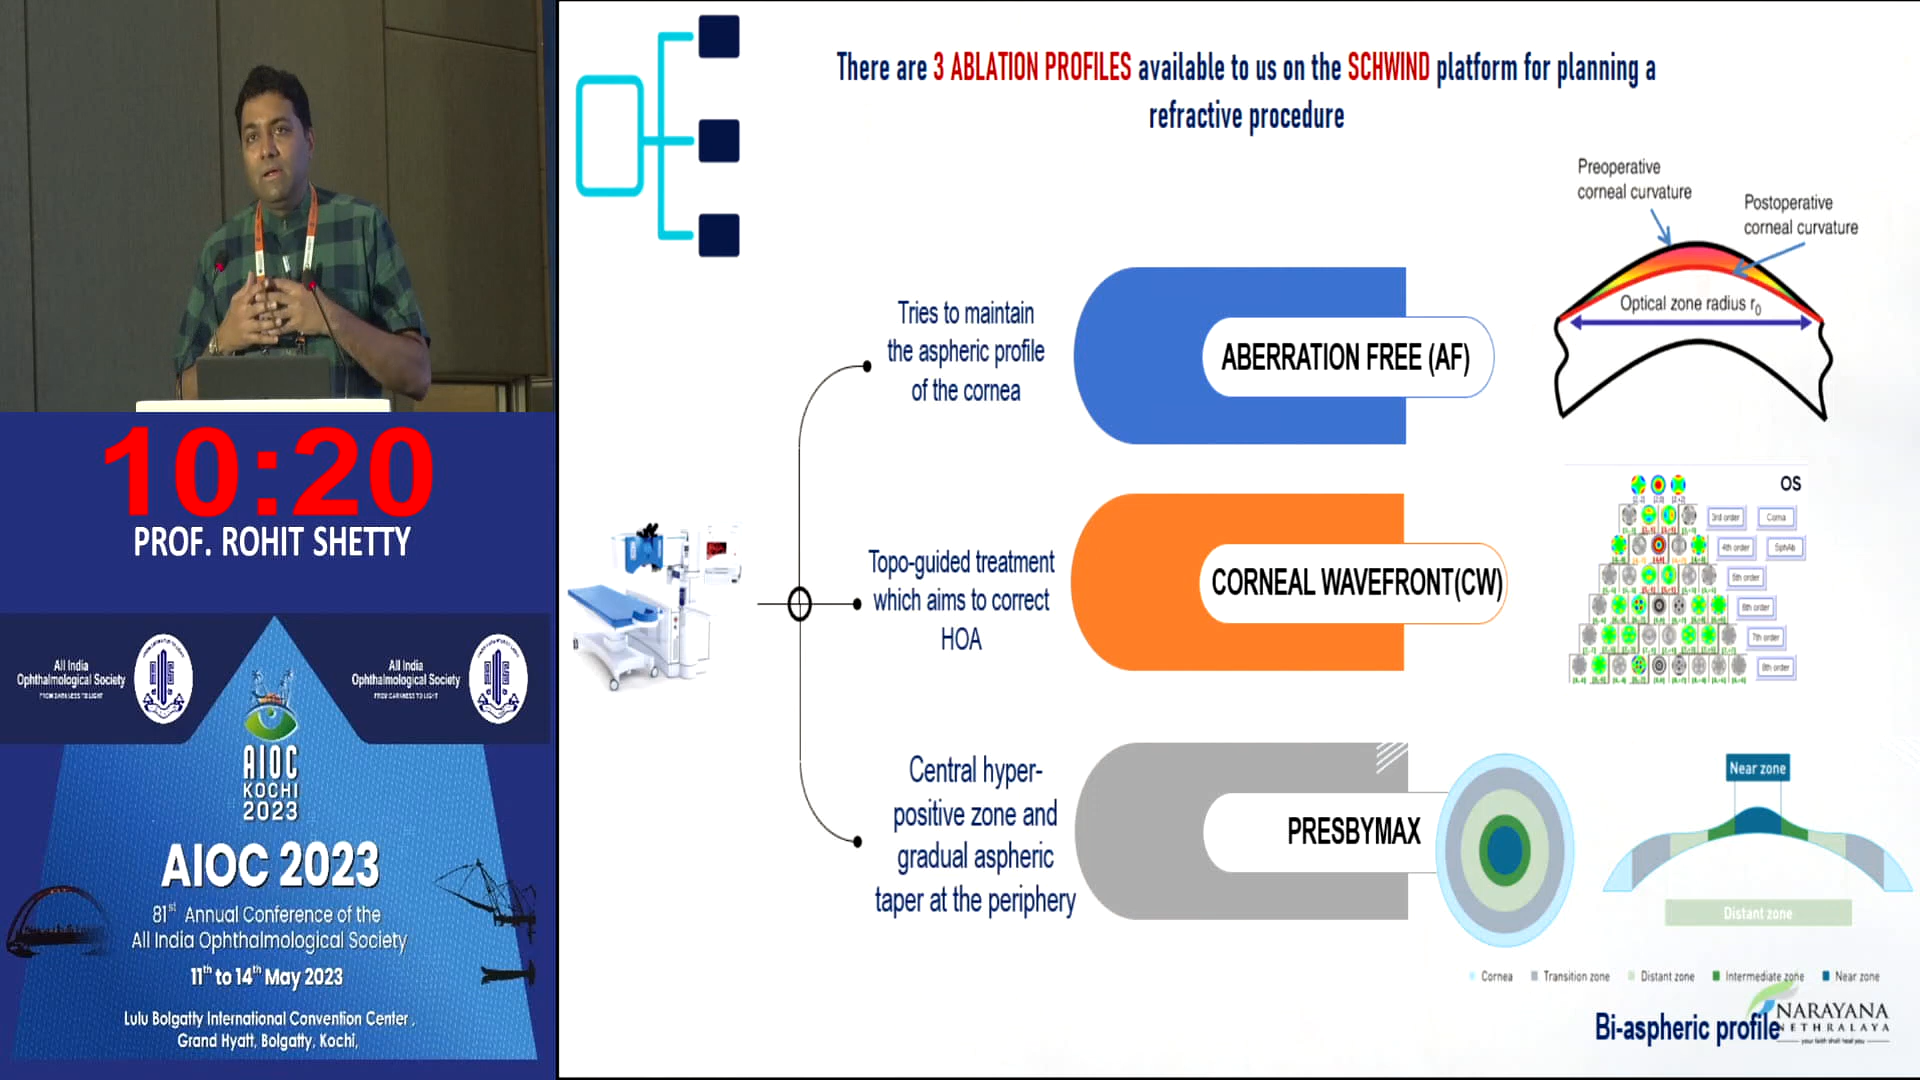 There are 3 ABLATION PROFILES available to us on the SCHWIND platform for planning a
refractive procedure
Preoperative
corneal curvature
Postoperative
corneal curvature
Optical zone radius r0
Tries to maintain
the aspheric profile
of the cornea
ABERRATION FREE (AF)
Topo-guided treatment
which aims to correct
HOA
CORNEAL WAVEFRONT(CW)
OS
3rd order
Coma
4th order
SphAb
5th order
6th order
7th order
8th order
Central hyper-
positive zone and
gradual aspheric
taper at the periphery
PRESBYMAX
Near zone
Distant zone
Cornea
Transition zone
Distant zone
Intermediate zone
Near zone
Bi-aspheric profile
NARAYANA
NETHRALAYA
your faith shall heal you
10:20
PROF. ROHIT SHETTY
All India
Ophthalmological Society
FROM DARKNESS TO LIGHT
All India
Ophthalmological Society
FROM DARKNESS TO LIGHT
AIOC
KOCHI
2023
AIOC 2023
81st Annual Conference of the
All India Ophthalmological Society
11th to 14th May 2023
Lulu Bolgatty International Convention Center ,
Grand Hyatt, Bolgatty, Kochi,